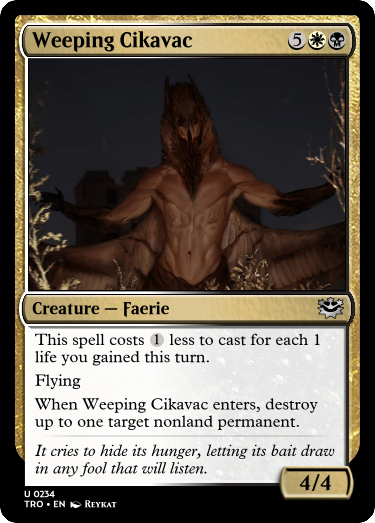 Weeping Cikavac 5
Creature — Faerie
This spell costs 1 less to cast for each 1
life you gained this turn.
Flying
When Weeping Cikavac enters, destroy
up to one target nonland permanent.
It cries to hide its hunger, letting its bait draw
in any fool that will listen.
4/4
U 0234
TRO • EN Reykat